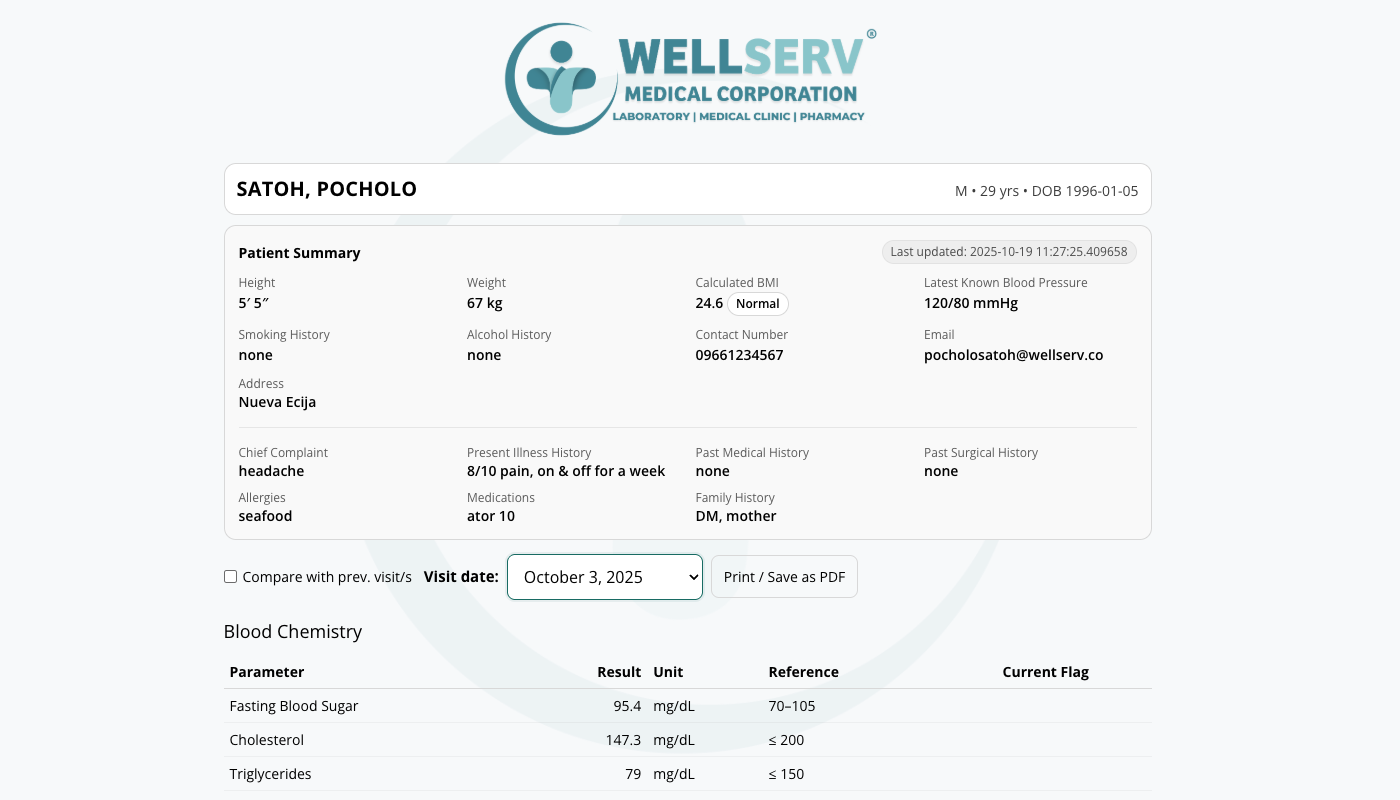 WELLSERV®
MEDICAL CORPORATION
LABORATORY | MEDICAL CLINIC | PHARMACY
SATOH, POCHOLO
M • 29 yrs • DOB 1996-01-05
Patient Summary
Last updated: 2025-10-19 11:27:25.409658
Height Weight Calculated BMI Latest Known Blood Pressure
5′ 5″ 67 kg 24.6 Normal 120/80 mmHg
Smoking History Alcohol History Contact Number Email
none none 09661234567 pocholosatoh@wellserv.co
Address
Nueva Ecija
Chief Complaint Present Illness History Past Medical History Past Surgical History
headache 8/10 pain, on & off for a week none none
Allergies Medications Family History
seafood ator 10 DM, mother
Compare with prev. visit/s Visit date: October 3, 2025 Print / Save as PDF
Blood Chemistry
Parameter Result Unit Reference Current Flag
Fasting Blood Sugar 95.4 mg/dL 70–105
Cholesterol 147.3 mg/dL ≤ 200
Triglycerides 79 mg/dL ≤ 150